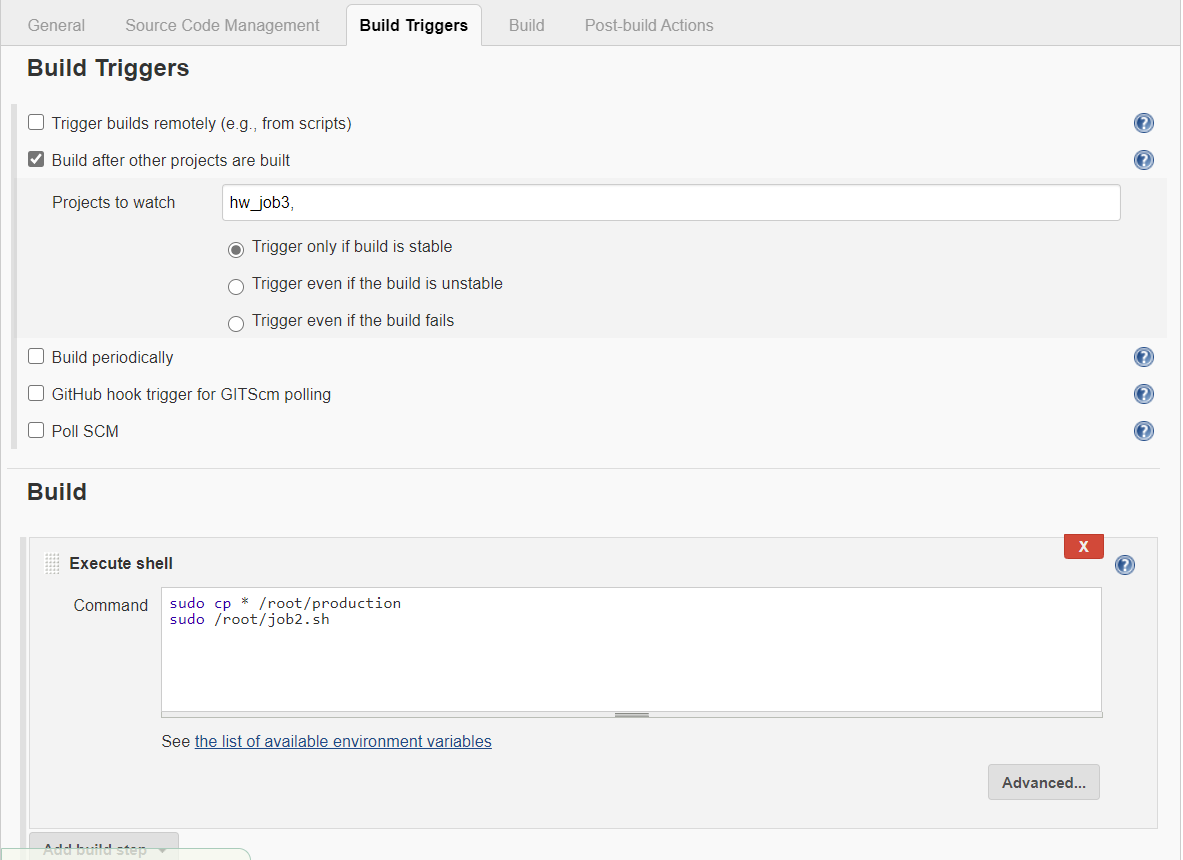 General Source Code Management Build Triggers Build Post-build Actions
Build Triggers
Trigger builds remotely (e.g., from scripts)
Build after other projects are built
Projects to watch hw_job3,
Trigger only if build is stable
Trigger even if the build is unstable
Trigger even if the build fails
Build periodically
GitHub hook trigger for GITScm polling
Poll SCM
Build
X
Execute shell
Command sudo cp * /root/production
sudo /root/job2.sh
See the list of available environment variables
Advanced...
Add build step